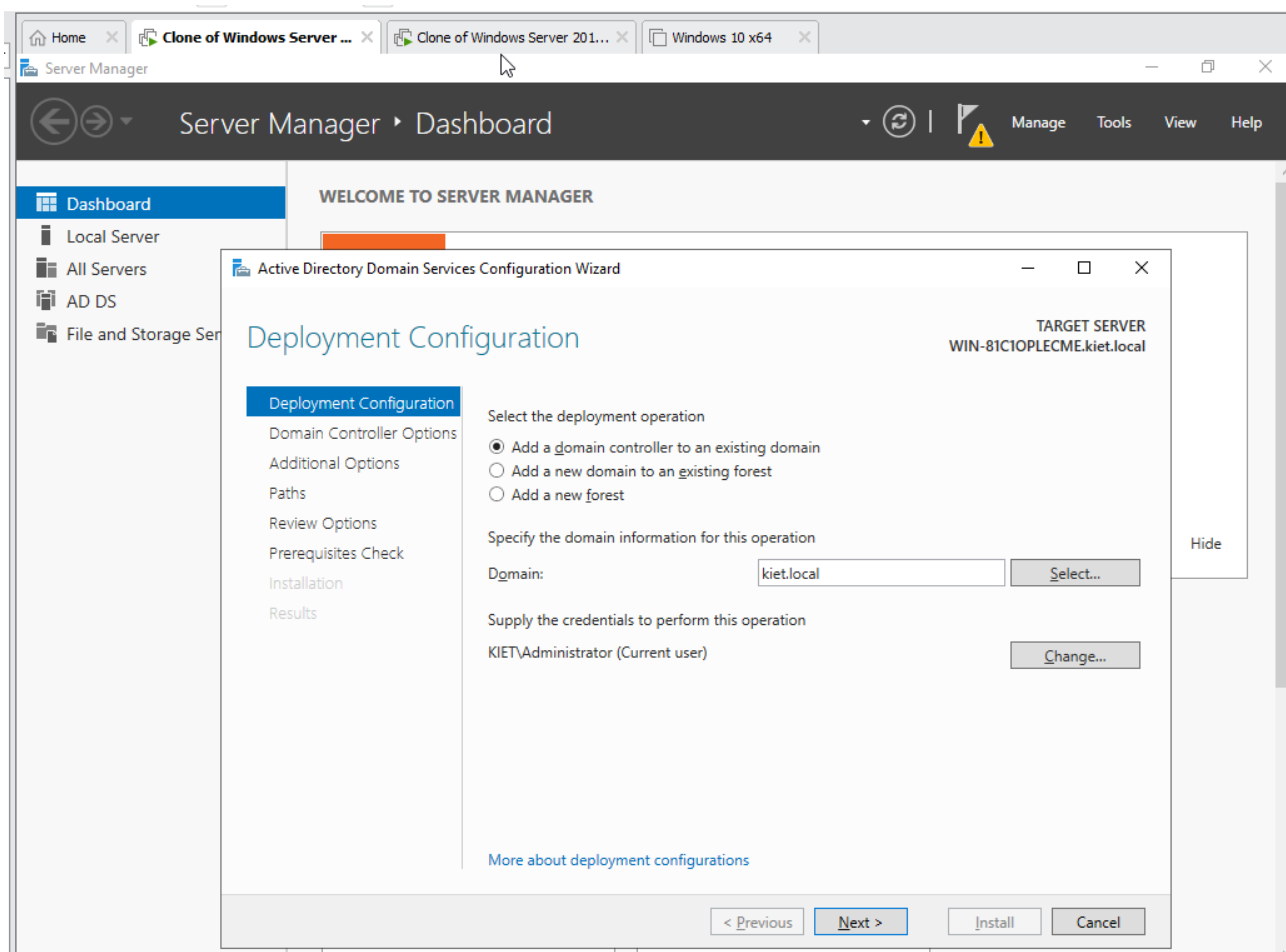 Home
Clone of Windows Server ...
Clone of Windows Server 201...
Windows 10 x64
Server Manager
Server Manager • Dashboard
Manage Tools View Help
Dashboard
Local Server
All Servers
AD DS
File and Storage Ser
WELCOME TO SERVER MANAGER
Active Directory Domain Services Configuration Wizard
Deployment Configuration
TARGET SERVER
WIN-81C1OPLECME.kiet.local
Deployment Configuration
Domain Controller Options
Additional Options
Paths
Review Options
Prerequisites Check
Installation
Results
Select the deployment operation
Add a domain controller to an existing domain
Add a new domain to an existing forest
Add a new forest
Specify the domain information for this operation
Domain: kiet.local Select...
Supply the credentials to perform this operation
KIET\Administrator (Current user) Change...
More about deployment configurations
Hide
< Previous Next > Install Cancel